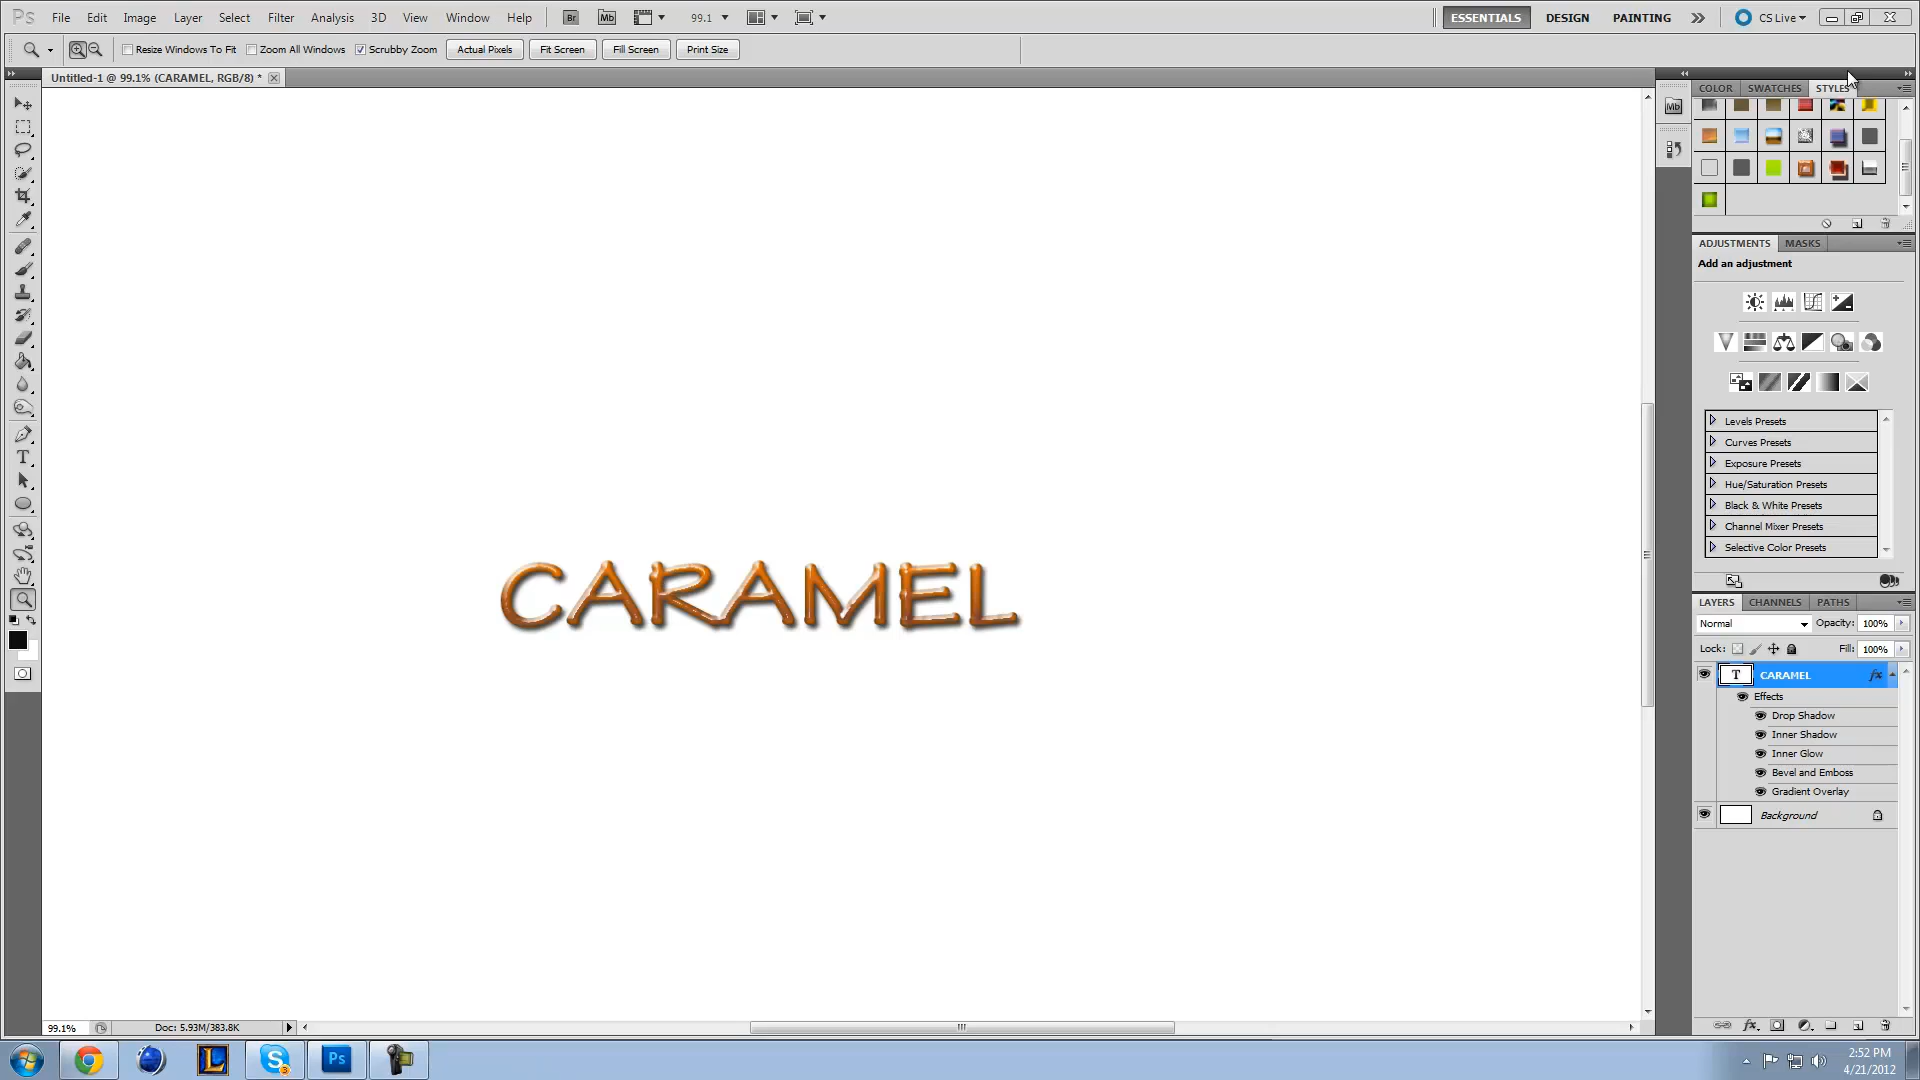 Ps File Edit Image Layer Select Filter Analysis 3D View Window Help Br Mb 99.1 ESSENTIALS DESIGN PAINTING CS Live
Resize Windows To Fit Zoom All Windows Scrubby Zoom Actual Pixels Fit Screen Fill Screen Print Size
Untitled-1 @ 99.1% (CARAMEL, RGB/8) *
COLOR SWATCHES STYLES
Mb
ADJUSTMENTS MASKS
Add an adjustment
Levels Presets
Curves Presets
Exposure Presets
Hue/Saturation Presets
Black & White Presets
Channel Mixer Presets
Selective Color Presets
CARAMEL
LAYERS CHANNELS PATHS
Normal Opacity: 100%
Lock: Fill: 100%
T CARAMEL fx
Effects
Drop Shadow
Inner Shadow
Inner Glow
Bevel and Emboss
Gradient Overlay
Background
99.1% Doc: 5.93M/383.8K
fx
L S 3 Ps
2:52 PM
4/21/2012